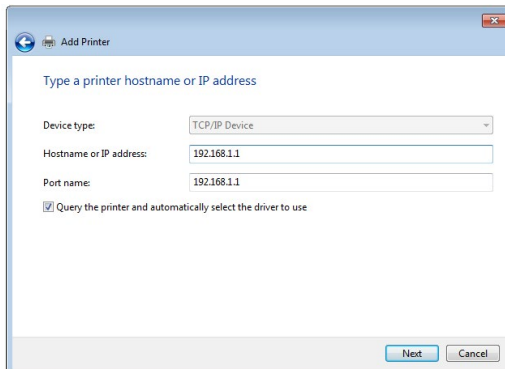 Add Printer
Type a printer hostname or IP address
Device type: TCP/IP Device
Hostname or IP address: 192.168.1.1
Port name: 192.168.1.1
Query the printer and automatically select the driver to use
Next Cancel